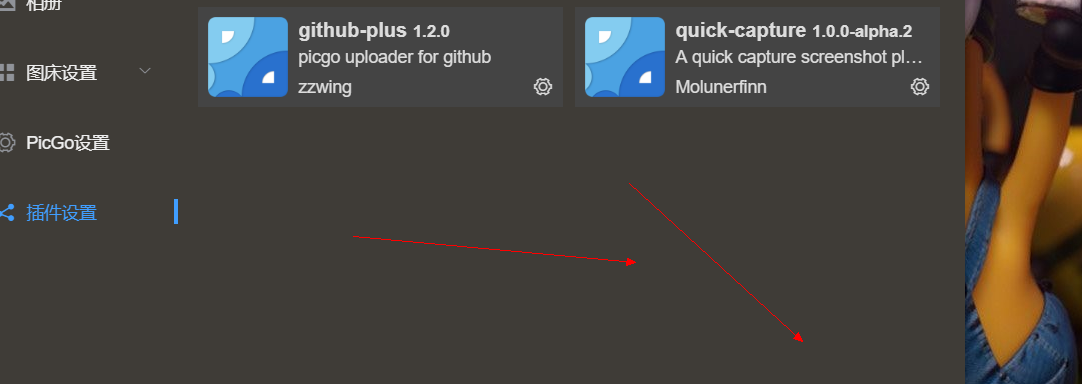 相册
github-plus 1.2.0
picgo uploader for github
zzwing
quick-capture 1.0.0-alpha.2
A quick capture screenshot pl…
Molunerfinn
图床设置
PicGo设置
插件设置